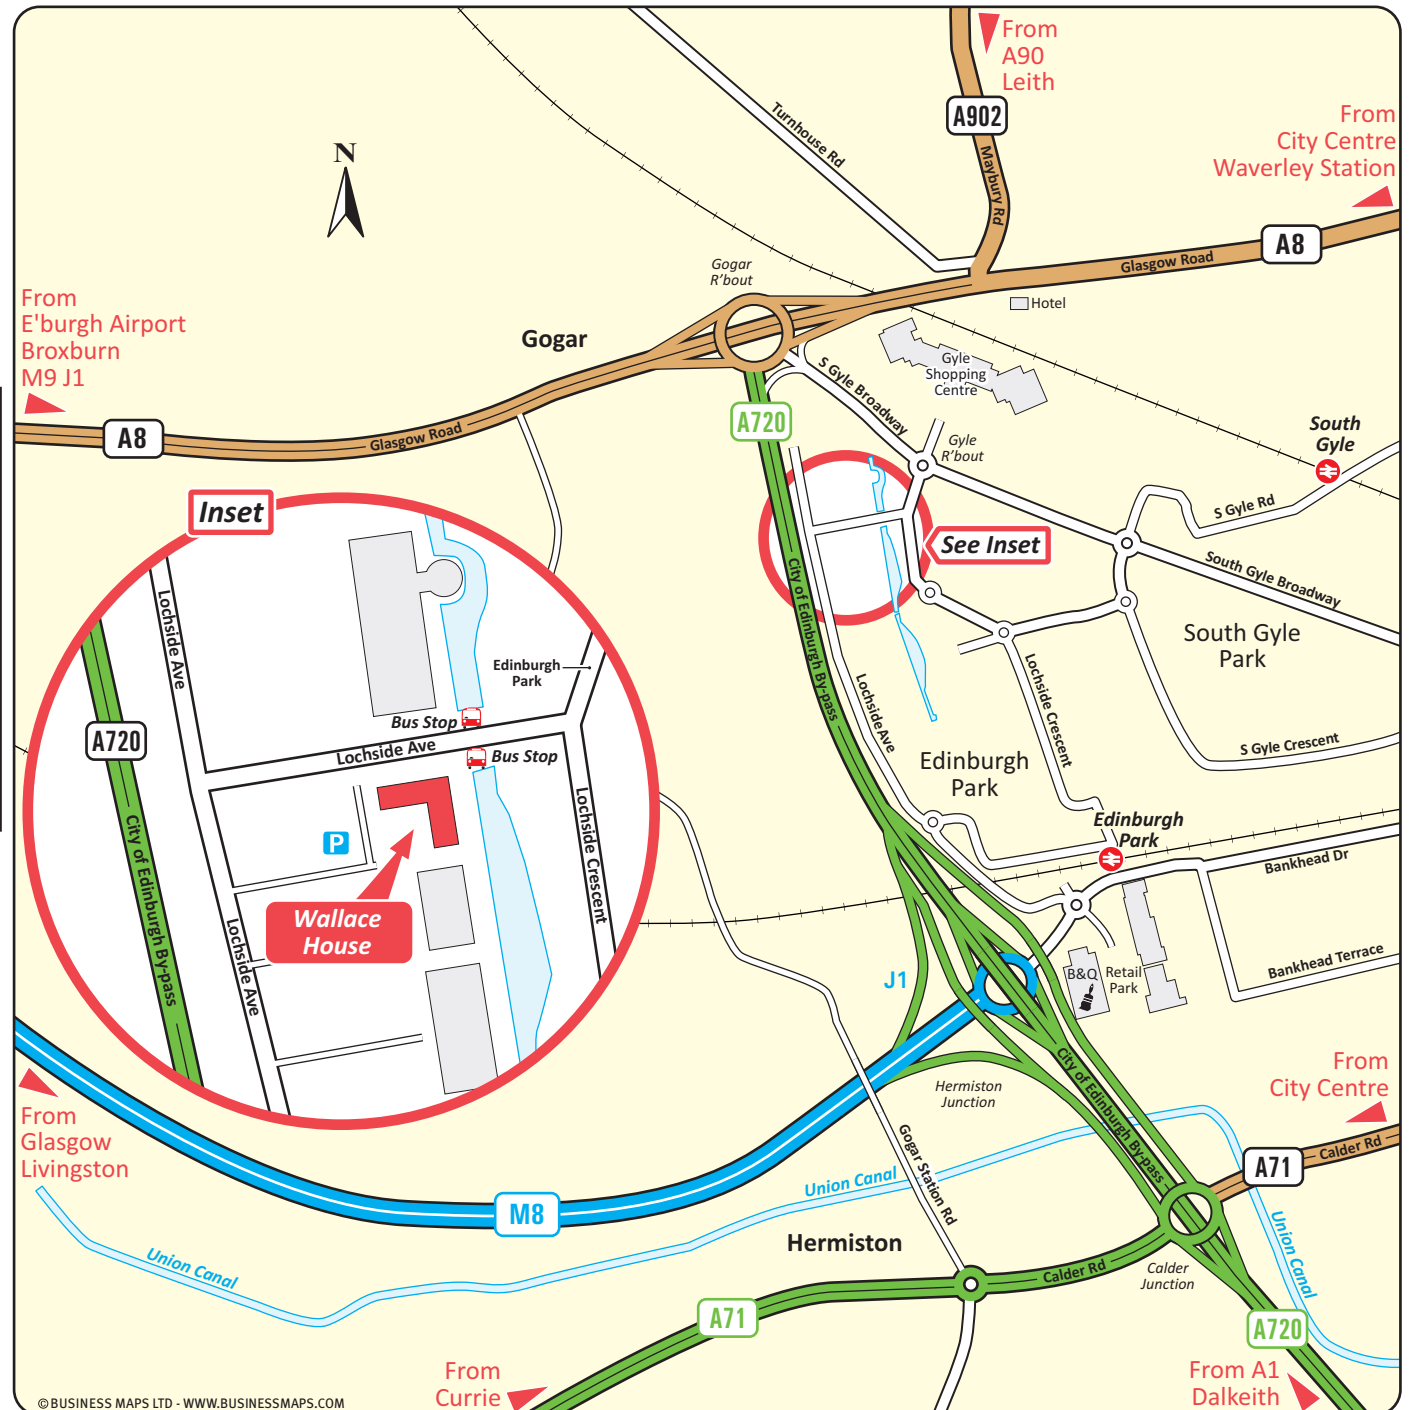 From
A90
Leith
A902
Turnhouse Rd
Maybury Rd
From
City Centre
Waverley Station
N
A8
Glasgow Road
Gogar
R'bout
Hotel
From
E'burgh Airport
Broxburn
M9 J1
Gogar
Gyle
Shopping
Centre
S Gyle Broadway
A720
A8
Glasgow Road
Gyle
R'bout
South
Gyle
S Gyle Rd
Inset
See Inset
South Gyle Broadway
City of Edinburgh By-pass
Lochside Ave
South Gyle
Park
Edinburgh
Park
Lochside Crescent
Lochside Ave
Bus Stop
A720
Lochside Ave
Bus Stop
S Gyle Crescent
Edinburgh
Park
Lochside Crescent
P
Edinburgh
Park
Bankhead Dr
City of Edinburgh By-pass
Wallace
House
Lochside Ave
J1
B&Q
Retail
Park
Bankhead Terrace
City of Edinburgh By-pass
Hermiston
Junction
From
City Centre
From
Glasgow
Livingston
Gogar Station Rd
Calder Rd
A71
Union Canal
M8
Union Canal
Union Canal
Hermiston
Calder Rd
Calder
Junction
A71
A720
From
Currie
From A1
Dalkeith
© BUSINESS MAPS LTD - WWW.BUSINESSMAPS.COM